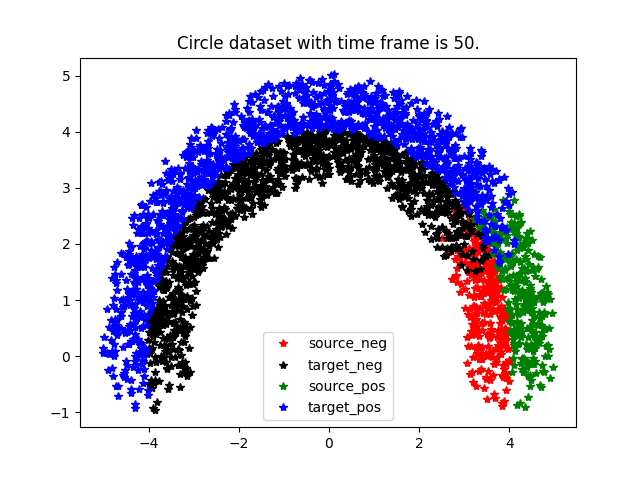 Circle dataset with time frame is 50.
5
4
3
2
1
0
−1
−4
−2
0
2
4
source_neg
target_neg
source_pos
target_pos